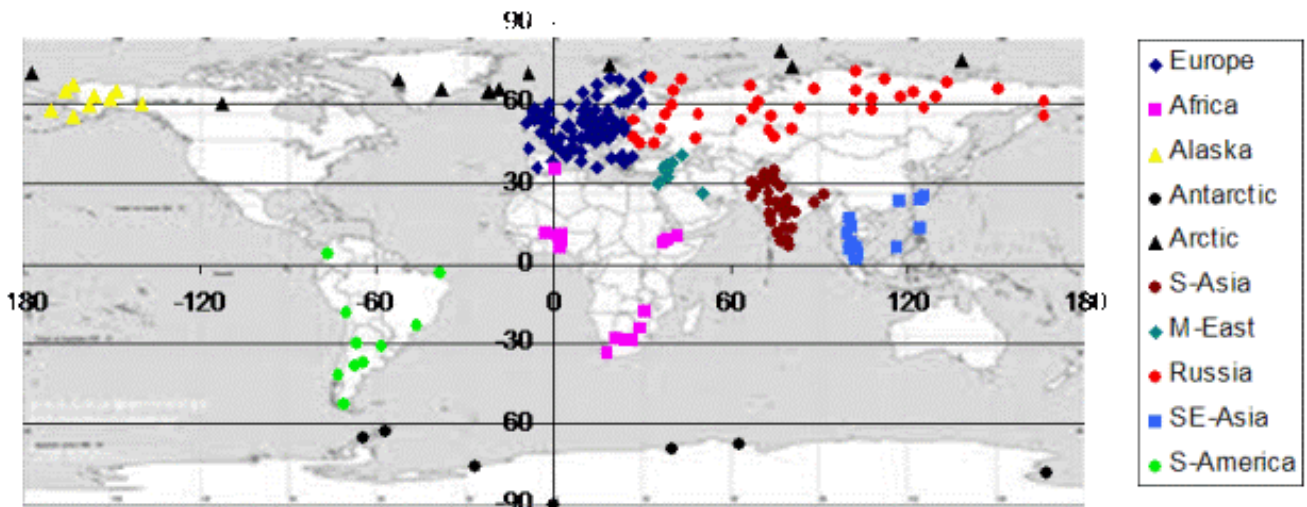 90
60
30
0
180 -120 -60 0 60 120 180
-30
-60
-90
Europe
Africa
Alaska
Antarctic
Arctic
S-Asia
M-East
Russia
SE-Asia
S-America